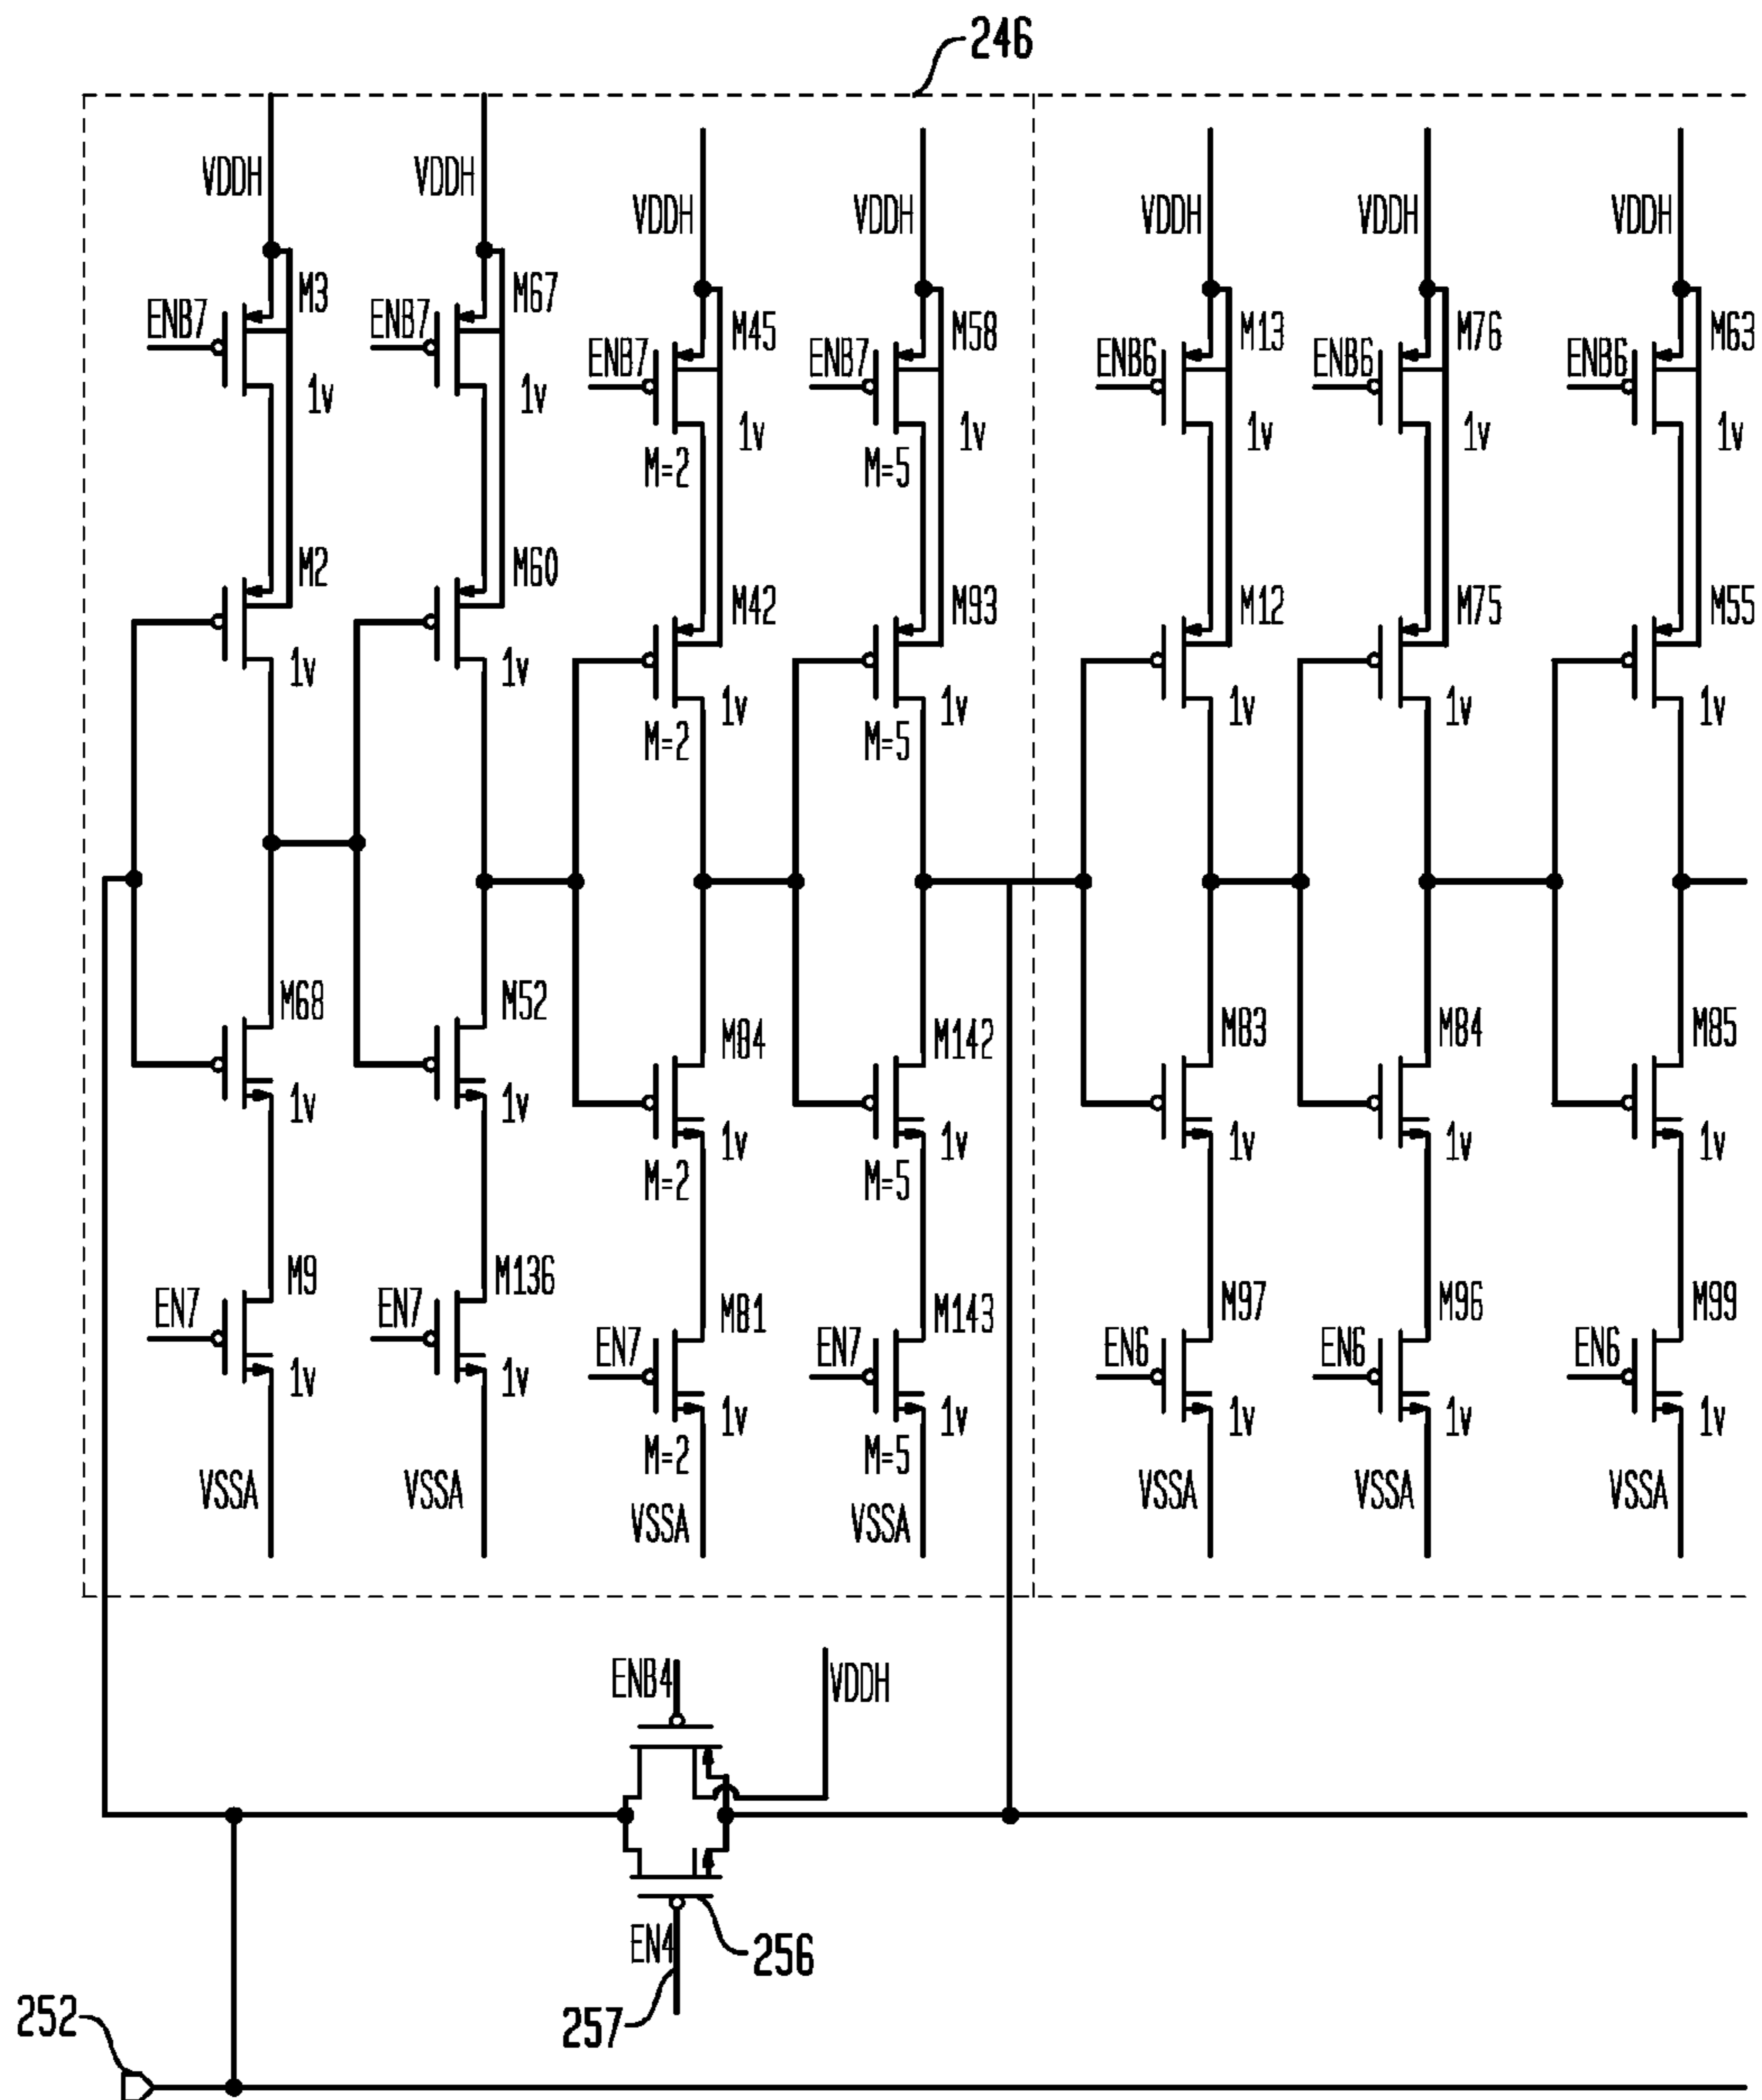 246
VDDH VDDH VDDH VDDH VDDH VDDH VDDH
M3 M67 M45 M58 M13 M76 M63
ENB7 ENB7 ENB7 ENB7 ENB6 ENB6 ENB6
1v 1v 1v 1v 1v 1v 1v
M=2 M=5
M2 M60 M42 M93 M12 M75 M55
1v 1v 1v 1v 1v 1v 1v
M=2 M=5
M68 M52 M84 M142 M83 M84 M85
1v 1v 1v 1v 1v 1v 1v
M=2 M=5
M9 M136 M81 M143 M97 M96 M99
EN7 EN7 EN7 EN7 EN6 EN6 EN6
1v 1v 1v 1v 1v 1v 1v
M=2 M=5
VSSA VSSA VSSA VSSA VSSA VSSA VSSA
ENB4 VDDH
EN4 256
252 257